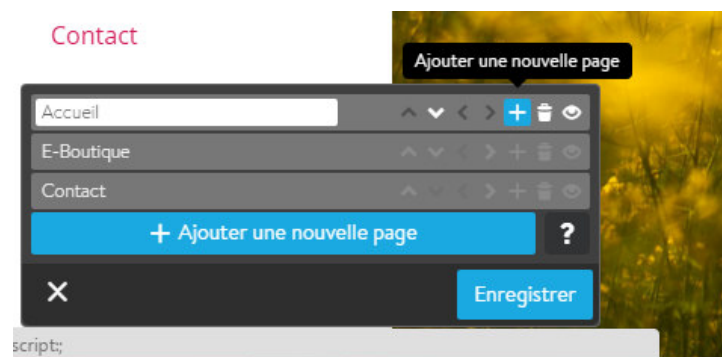 Contact
Ajouter une nouvelle page
Accueil
E-Boutique
Contact
+ Ajouter une nouvelle page
?
Enregistrer
script:;